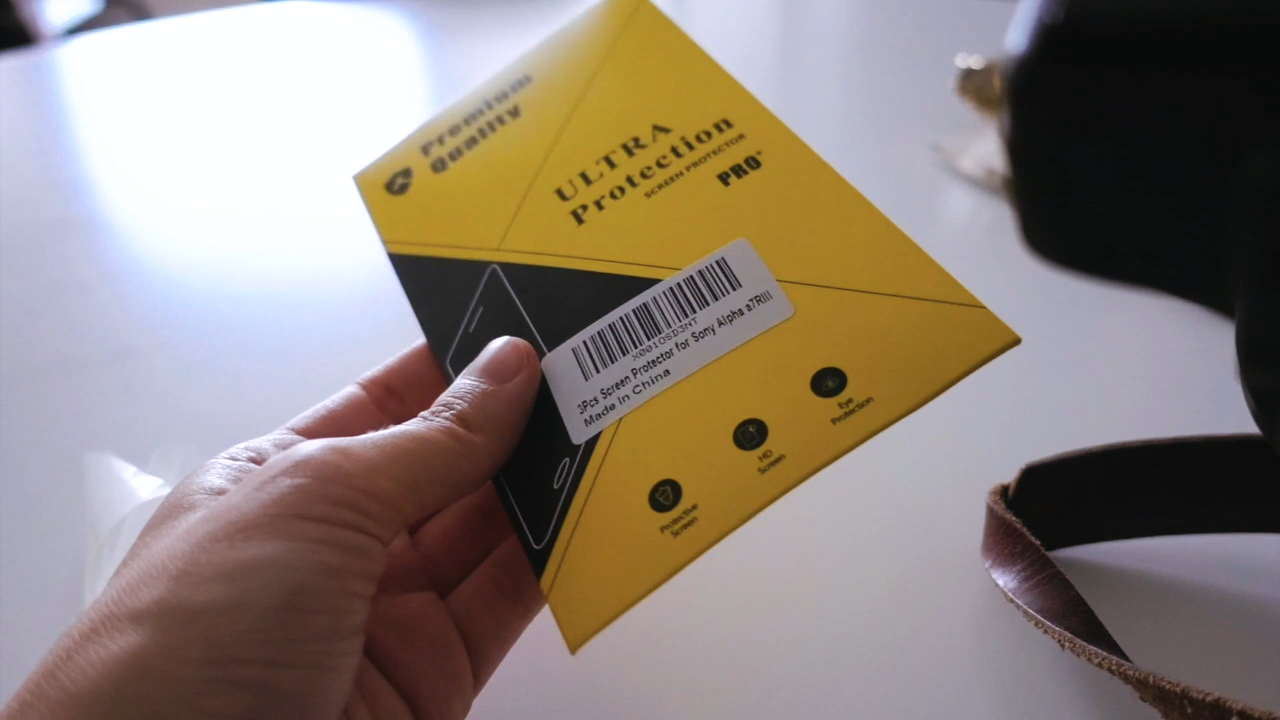 Premium
Quality
ULTRA
Protection
SCREEN PROTECTOR
PRO+
X001OSD3NT
3Pcs Screen Protector for Sony Alpha a7RIII
Made in China
Eye
Protection
HD
Screen
Protective
Screen